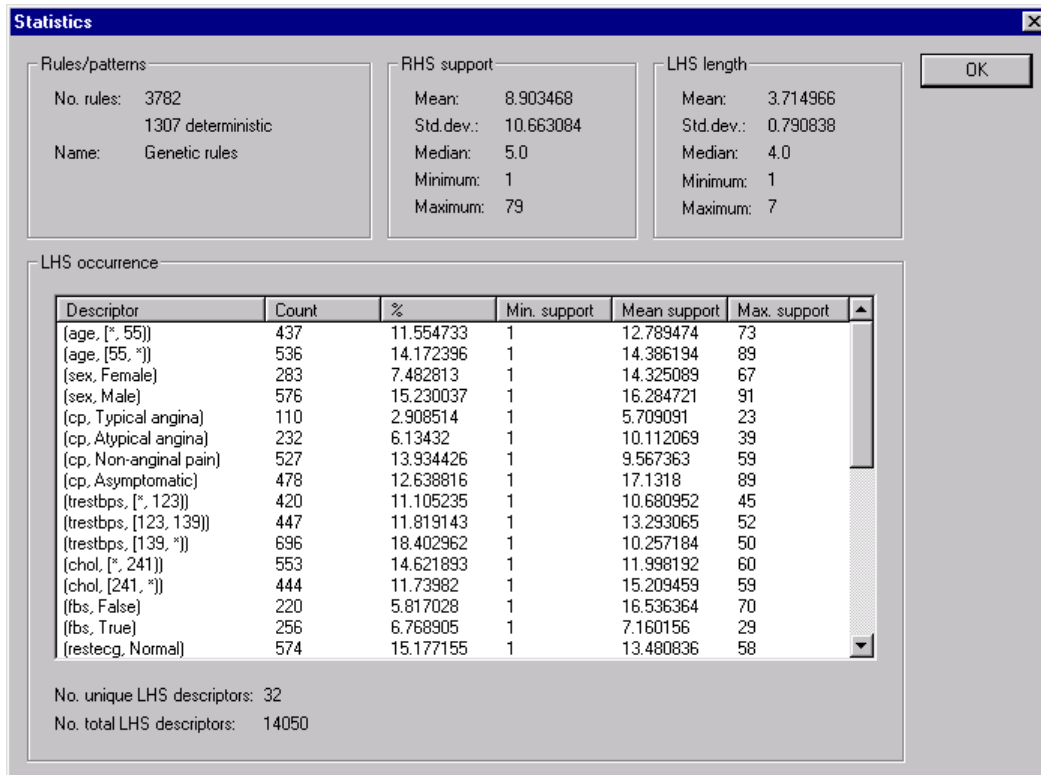 Statistics
Rules/patterns
No. rules: 3782
1307 deterministic
Name: Genetic rules
RHS support
Mean: 8.903468
Std.dev.: 10.663084
Median: 5.0
Minimum: 1
Maximum: 79
LHS length
Mean: 3.714966
Std.dev.: 0.790838
Median: 4.0
Minimum: 1
Maximum: 7
OK
LHS occurrence
Descriptor Count % Min. support Mean support Max. support
(age, [*, 55)) 437 11.554733 1 12.789474 73
(age, [55, *)) 536 14.172396 1 14.386194 89
(sex, Female) 283 7.482813 1 14.325089 67
(sex, Male) 576 15.230037 1 16.284721 91
(cp, Typical angina) 110 2.908514 1 5.709091 23
(cp, Atypical angina) 232 6.13432 1 10.112069 39
(cp, Non-anginal pain) 527 13.934426 1 9.567363 59
(cp, Asymptomatic) 478 12.638816 1 17.1318 89
(trestbps, [*, 123)) 420 11.105235 1 10.680952 45
(trestbps, [123, 139)) 447 11.819143 1 13.293065 52
(trestbps, [139, *)) 696 18.402962 1 10.257184 50
(chol, [*, 241)) 553 14.621893 1 11.998192 60
(chol, [241, *)) 444 11.73982 1 15.209459 59
(fbs, False) 220 5.817028 1 16.536364 70
(fbs, True) 256 6.768905 1 7.160156 29
(restecg, Normal) 574 15.177155 1 13.480836 58
No. unique LHS descriptors: 32
No. total LHS descriptors: 14050